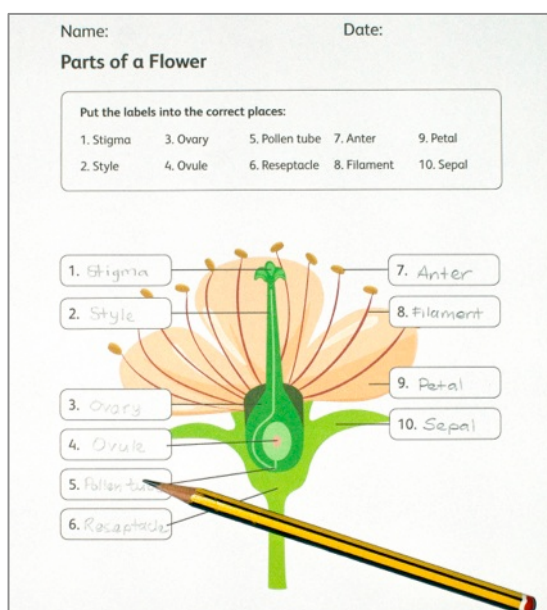 Name: Date:
Parts of a Flower
Put the labels into the correct places:
1. Stigma 3. Ovary 5. Pollen tube 7. Anter 9. Petal
2. Style 4. Ovule 6. Reseptacle 8. Filament 10. Sepal
1. Stigma
7. Anter
2. Style
8. Filament
9. Petal
3. Ovary
10. Sepal
4. Ovule
5. Pollen tube
6. Reseptacle